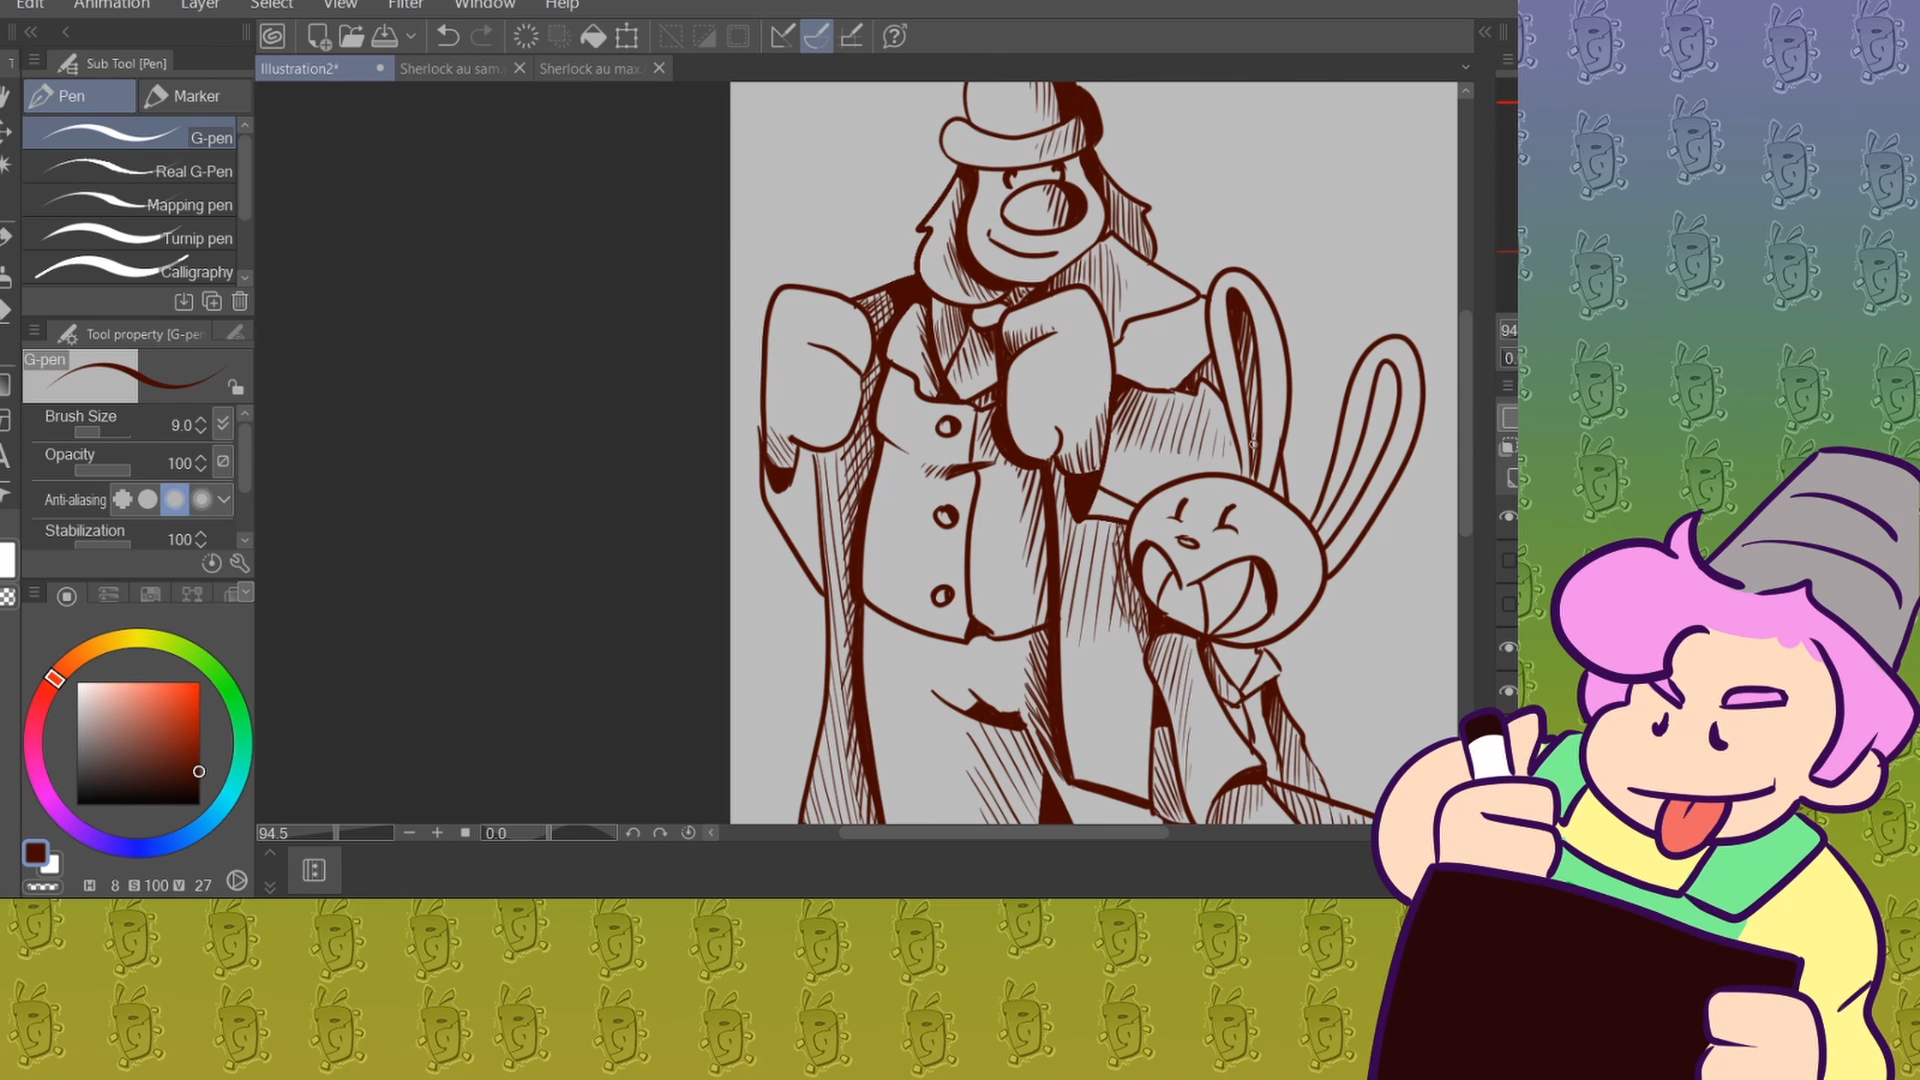 Edit Animation Layer Select View Filter Window Help
Sub Tool [Pen]
Illustration2* Sherlock au sam. Sherlock au max.
Pen Marker
G-pen
Real G-Pen
Mapping pen
Turnip pen
Calligraphy
Tool property [G-pen
G-pen
Brush Size 9.0
Opacity 100
Anti-aliasing
Stabilization 100
94
0.
94.5 0.0
H 8 S 100 V 27